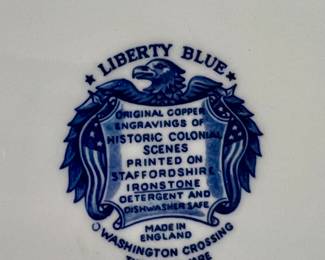 ★ LIBERTY BLUE ★
ORIGINAL COPPER
ENGRAVINGS OF
HISTORIC COLONIAL
SCENES
PRINTED ON
STAFFORDSHIRE
IRONSTONE
DETERGENT AND
DISHWASHER SAFE
MADE IN
ENGLAND
WASHINGTON CROSSING